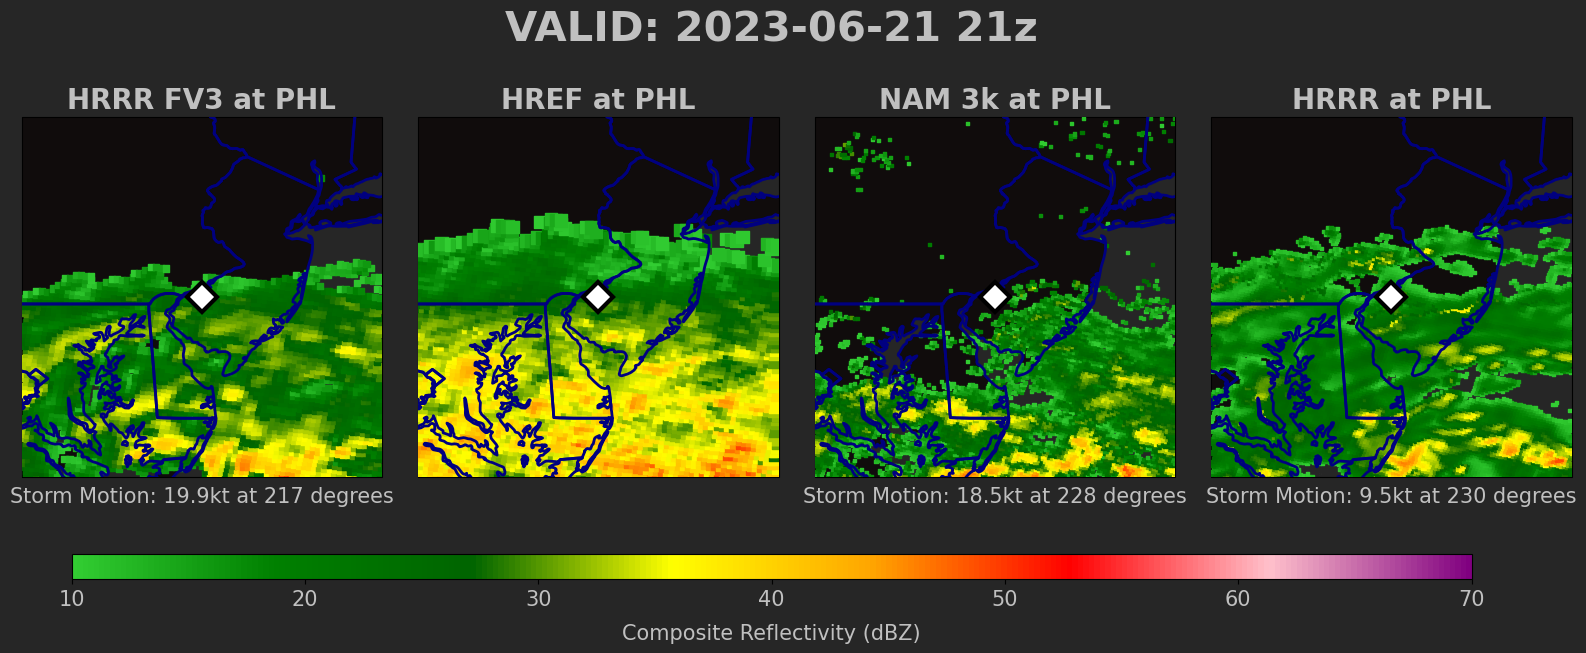 VALID: 2023-06-21 21z
HRRR FV3 at PHL
HREF at PHL
NAM 3k at PHL
HRRR at PHL
Storm Motion: 19.9kt at 217 degrees
Storm Motion: 18.5kt at 228 degrees
Storm Motion: 9.5kt at 230 degrees
10 20 30 40 50 60 70
Composite Reflectivity (dBZ)